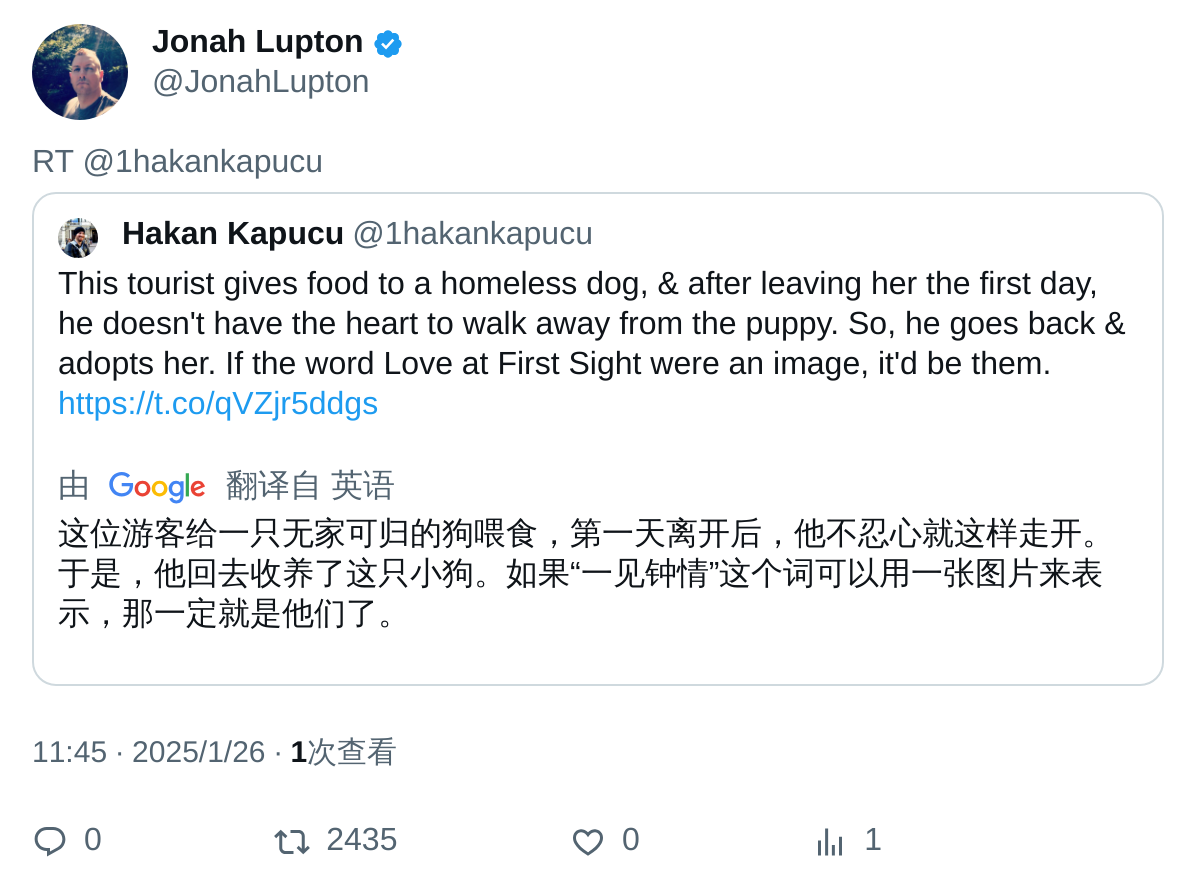 Jonah Lupton
@JonahLupton
RT @1hakankapucu
Hakan Kapucu @1hakankapucu
This tourist gives food to a homeless dog, & after leaving her the first day,
he doesn't have the heart to walk away from the puppy. So, he goes back &
adopts her. If the word Love at First Sight were an image, it'd be them.
https://t.co/qVZjr5ddgs
由 Google 翻译自 英语
这位游客给一只无家可归的狗喂食，第一天离开后，他不忍心就这样走开。
于是，他回去收养了这只小狗。如果“一见钟情”这个词可以用一张图片来表
示，那一定就是他们了。
11:45 · 2025/1/26 · 1次查看
0 2435 0 1